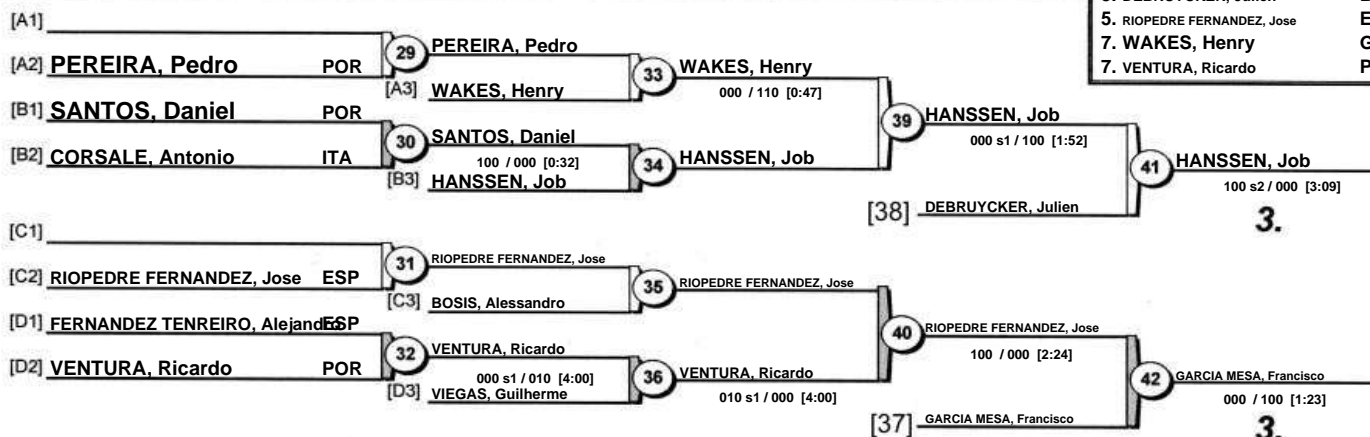 5. RIOPEDRE FERNANDEZ, Jose
7. WAKES, Henry
7. VENTURA, Ricardo
[A1]
29
PEREIRA, Pedro
[A2] PEREIRA, Pedro POR
33
WAKES, Henry
000 / 110 [0:47]
[A3] WAKES, Henry
[B1] SANTOS, Daniel POR
39
HANSSEN, Job
000 s1 / 100 [1:52]
30
SANTOS, Daniel
100 / 000 [0:32]
[B2] CORSALE, Antonio ITA
34
HANSSEN, Job
[B3] HANSSEN, Job
41
HANSSEN, Job
100 s2 / 000 [3:09]
[38] DEBRUYCKER, Julien
3.
[C1]
31
RIOPEDRE FERNANDEZ, Jose
[C2] RIOPEDRE FERNANDEZ, Jose ESP
35
RIOPEDRE FERNANDEZ, Jose
[C3] BOSIS, Alessandro
[D1] FERNANDEZ TENREIRO, Alejandro ESP
40
RIOPEDRE FERNANDEZ, Jose
100 / 000 [2:24]
32
VENTURA, Ricardo
000 s1 / 010 [4:00]
[D2] VENTURA, Ricardo POR
36
VENTURA, Ricardo
010 s1 / 000 [4:00]
[D3] VIEGAS, Guilherme
42
GARCIA MESA, Francisco
000 / 100 [1:23]
[37] GARCIA MESA, Francisco
3.